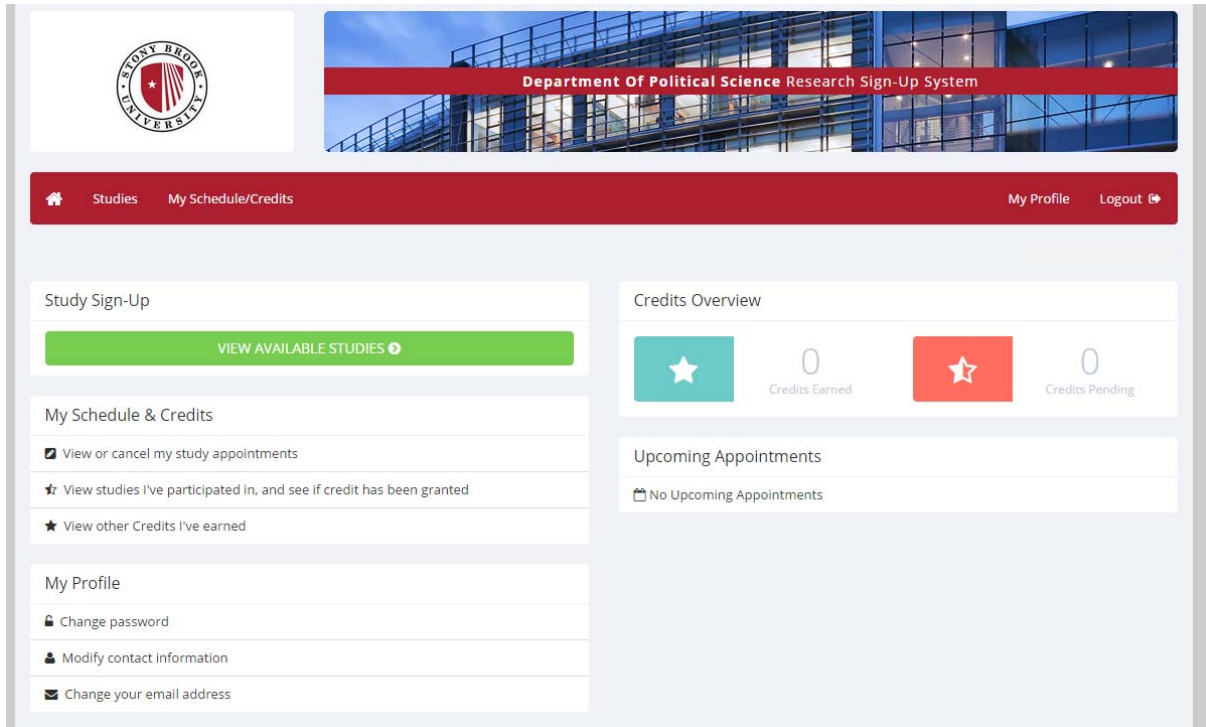 STONY BROOK
UNIVERSITY
Department Of Political Science Research Sign-Up System
Studies
My Schedule/Credits
My Profile
Logout
Study Sign-Up
VIEW AVAILABLE STUDIES
My Schedule & Credits
View or cancel my study appointments
View studies I've participated in, and see if credit has been granted
View other Credits I've earned
My Profile
Change password
Modify contact information
Change your email address
Credits Overview
0
Credits Earned
0
Credits Pending
Upcoming Appointments
No Upcoming Appointments